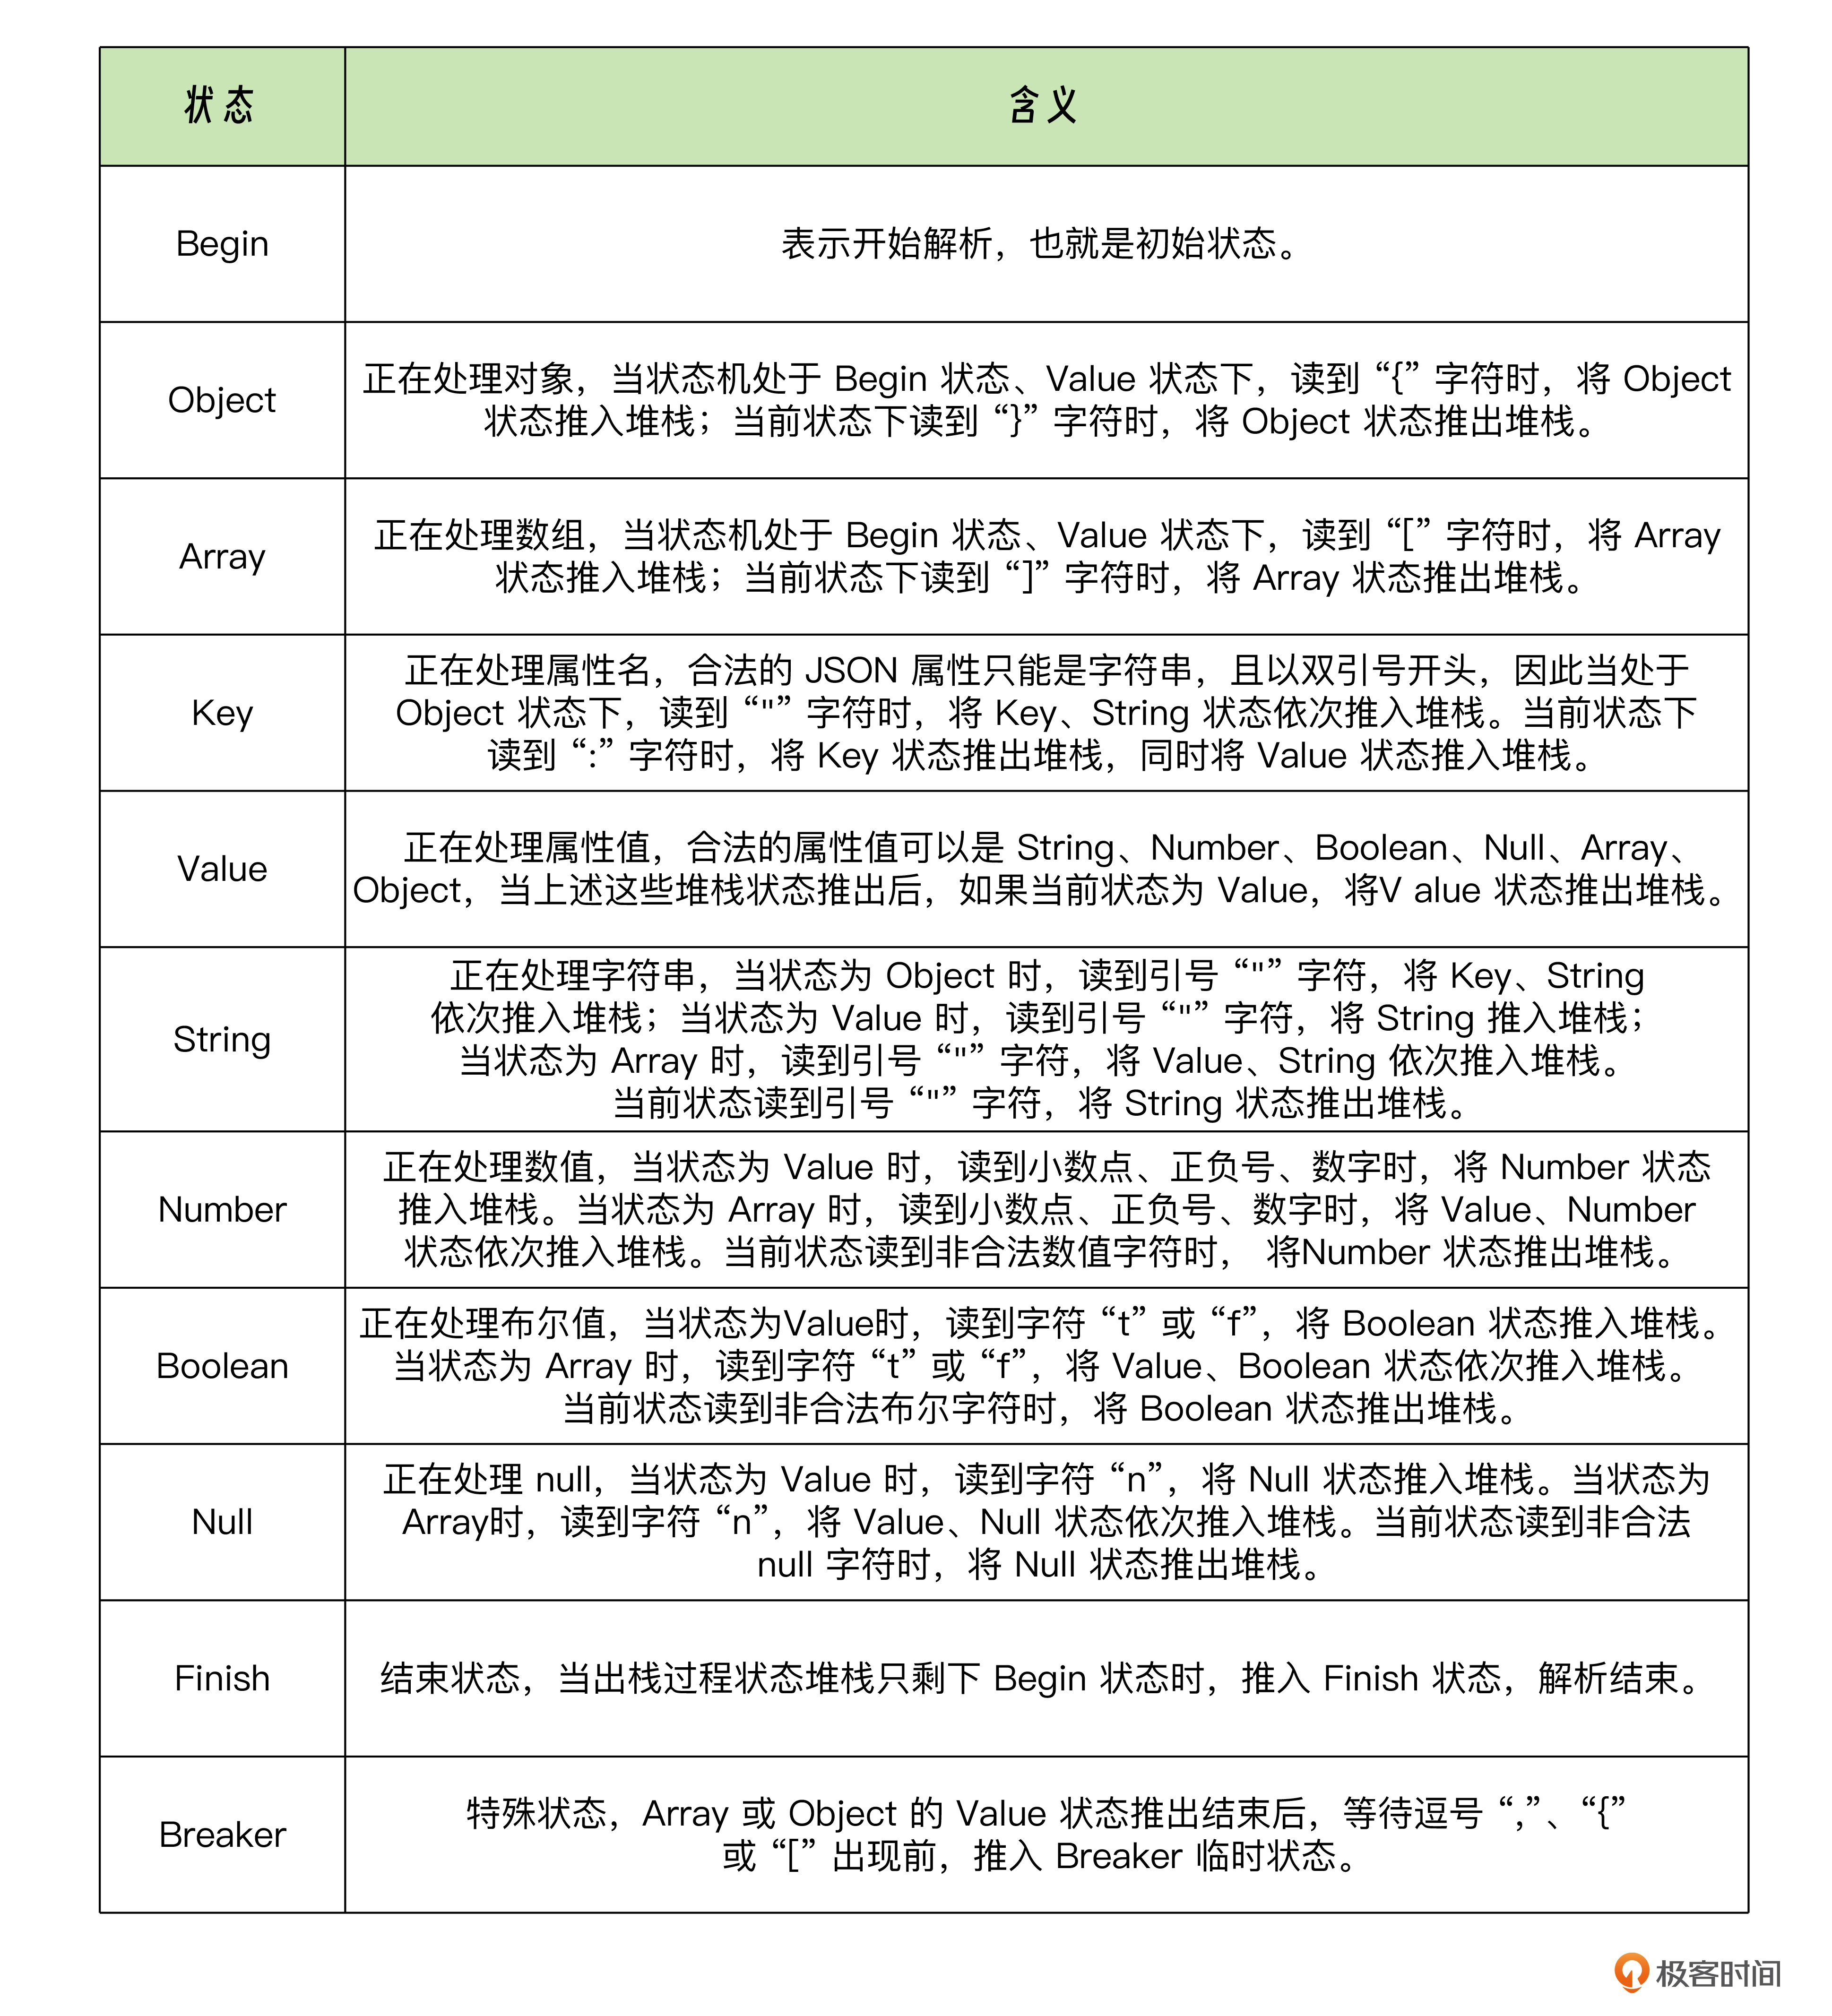 状态
含义
Begin
表示开始解析，也就是初始状态。
Object
正在处理对象，当状态机处于 Begin 状态、Value 状态下，读到 “{” 字符时，将 Object
状态推入堆栈；当前状态下读到 “}” 字符时，将 Object 状态推出堆栈。
Array
正在处理数组，当状态机处于 Begin 状态、Value 状态下，读到 “[” 字符时，将 Array
状态推入堆栈；当前状态下读到 “]” 字符时，将 Array 状态推出堆栈。
Key
正在处理属性名，合法的 JSON 属性只能是字符串，且以双引号开头，因此当处于
Object 状态下，读到 “"” 字符时，将 Key、String 状态依次推入堆栈。当前状态下
读到 “:” 字符时，将 Key 状态推出堆栈，同时将 Value 状态推入堆栈。
Value
正在处理属性值，合法的属性值可以是 String、Number、Boolean、Null、Array、
Object，当上述这些堆栈状态推出后，如果当前状态为 Value，将V alue 状态推出堆栈。
String
正在处理字符串，当状态为 Object 时，读到引号 “"” 字符，将 Key、String
依次推入堆栈；当状态为 Value 时，读到引号 “"” 字符，将 String 推入堆栈；
当状态为 Array 时，读到引号 “"” 字符，将 Value、String 依次推入堆栈。
当前状态读到引号 “"” 字符，将 String 状态推出堆栈。
Number
正在处理数值，当状态为 Value 时，读到小数点、正负号、数字时，将 Number 状态
推入堆栈。当状态为 Array 时，读到小数点、正负号、数字时，将 Value、Number
状态依次推入堆栈。当前状态读到非合法数值字符时， 将Number 状态推出堆栈。
Boolean
正在处理布尔值，当状态为Value时，读到字符 “t” 或 “f”，将 Boolean 状态推入堆栈。
当状态为 Array 时，读到字符 “t” 或 “f”，将 Value、Boolean 状态依次推入堆栈。
当前状态读到非合法布尔字符时，将 Boolean 状态推出堆栈。
Null
正在处理 null，当状态为 Value 时，读到字符 “n”，将 Null 状态推入堆栈。当状态为
Array时，读到字符 “n”，将 Value、Null 状态依次推入堆栈。当前状态读到非合法
null 字符时，将 Null 状态推出堆栈。
Finish
结束状态，当出栈过程状态堆栈只剩下 Begin 状态时，推入 Finish 状态，解析结束。
Breaker
特殊状态，Array 或 Object 的 Value 状态推出结束后，等待逗号 “，”、“{”
或 “[” 出现前，推入 Breaker 临时状态。
极客时间